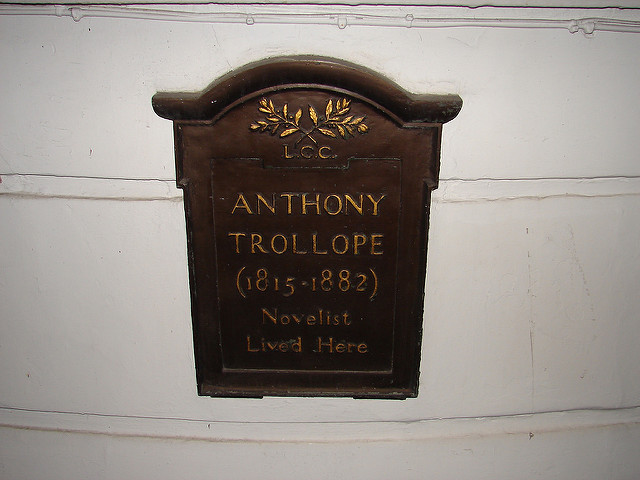 L.C.C.
ANTHONY
TROLLOPE
(1815-1882)
Novelist
Lived Here